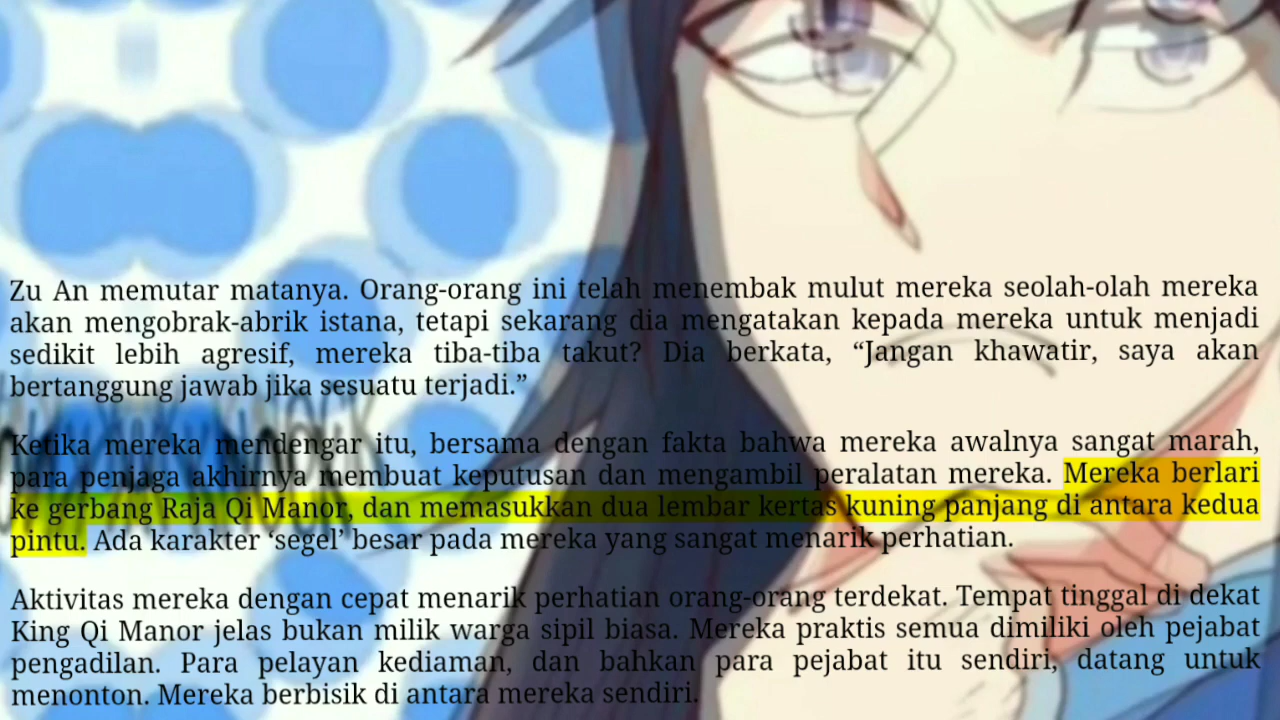 Zu An memutar matanya. Orang-orang ini telah menembak mulut mereka seolah-olah mereka
akan mengobrak-abrik istana, tetapi sekarang dia mengatakan kepada mereka untuk menjadi
sedikit lebih agresif, mereka tiba-tiba takut? Dia berkata, “Jangan khawatir, saya akan
bertanggung jawab jika sesuatu terjadi.”
Ketika mereka mendengar itu, bersama dengan fakta bahwa mereka awalnya sangat marah,
para penjaga akhirnya membuat keputusan dan mengambil peralatan mereka. Mereka berlari
ke gerbang Raja Qi Manor, dan memasukkan dua lembar kertas kuning panjang di antara kedua
pintu. Ada karakter ‘segel’ besar pada mereka yang sangat menarik perhatian.
Aktivitas mereka dengan cepat menarik perhatian orang-orang terdekat. Tempat tinggal di dekat
King Qi Manor jelas bukan milik warga sipil biasa. Mereka praktis semua dimiliki oleh pejabat
pengadilan. Para pelayan kediaman, dan bahkan para pejabat itu sendiri, datang untuk
menonton. Mereka berbisik di antara mereka sendiri.